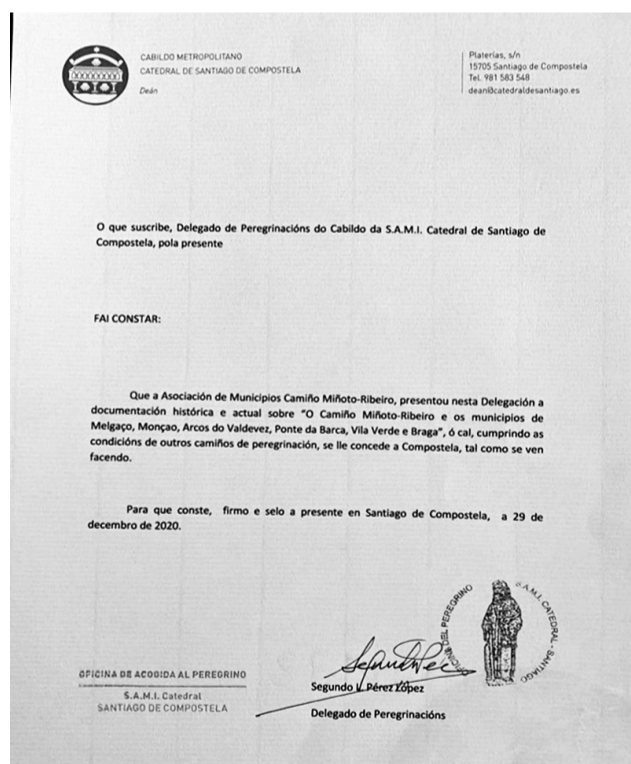 CABILDO METROPOLITANO
CATEDRAL DE SANTIAGO DE COMPOSTELA
Deán
Platerías, s/n
15705 Santiago de Compostela
Tel. 981 583 548
dean@catedraldesantiago.es
O que suscribe, Delegado de Peregrinacións do Cabildo da S.A.M.I. Catedral de Santiago de
Compostela, pola presente
FAI CONSTAR:
Que a Asociación de Municipios Camiño Miñoto-Ribeiro, presentou nesta Delegación a
documentación histórica e actual sobre "O Camiño Miñoto-Ribeiro e os municipios de
Melgaço, Monçao, Arcos do Valdevez, Ponte da Barca, Vila Verde e Braga", ó cal, cumprindo as
condicións de outros camiños de peregrinación, se lle concede a Compostela, tal como se ven
facendo.
Para que conste, firmo e selo a presente en Santiago de Compostela, a 29 de
decembro de 2020.
DEL PEREGRINO
S.A.M.I. CATEDRAL - SANTIAGO
OFICINA DE ACOGIDA AL PEREGRINO
S.A.M.I. Catedral
SANTIAGO DE COMPOSTELA
Segundo L. Pérez López
Delegado de Peregrinacións